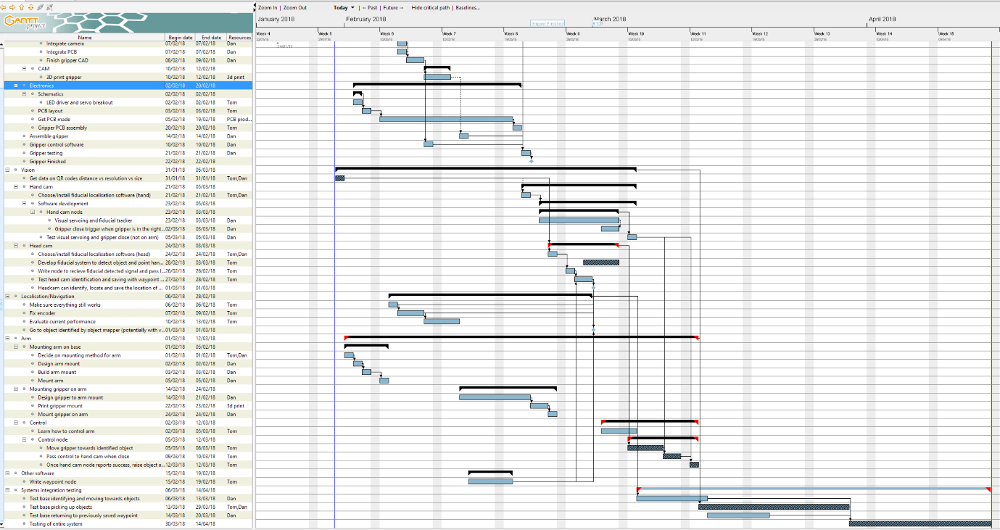 Zoom In | Zoom Out Today ← Past | Future → Hide critical path | Baselines...
GANTT project
January 2018 February 2018 March 2018 April 2018
Gripper Finished
Week 4 Week 5 Week 6 Week 7 Week 8 Week 9 Week 10 Week 11 Week 12 Week 13 Week 14 Week 15
Name Begin date End date Resources
Integrate camera 07/02/18 07/02/18 Dan
Integrate PCB 07/02/18 07/02/18 Dan
Finish gripper CAD 08/02/18 09/02/18 Dan
CAM 10/02/18 12/02/18
3D print gripper 10/02/18 12/02/18 3d print
Electronics 02/02/18 20/02/18
Schematics 02/02/18 02/02/18
LED driver and servo breakout 02/02/18 02/02/18 Tom
PCB layout 03/02/18 03/02/18 Tom
Get PCB made 05/02/18 19/02/18 PCB prod...
Gripper PCB assembly 20/02/18 20/02/18 Tom
Assemble gripper 14/02/18 14/02/18 Dan
Gripper control software 10/02/18 10/02/18 Dan
Gripper testing 21/02/18 21/02/18 Dan
Gripper Finished 22/02/18 22/02/18
Vision 31/01/18 05/03/18
Get data on QR codes distance vs resolution vs size 31/01/18 31/01/18 Tom,Dan
Hand cam 21/02/18 05/03/18
Choose/install fiducial localisation software (hand) 21/02/18 21/02/18 Tom,Dan
Software development 23/02/18 05/03/18
Hand cam node 23/02/18 03/03/18
Visual servoing and fiducial tracker 23/02/18 03/03/18 Dan
Gripper close trigger when gripper is in the right... 02/03/18 03/03/18 Dan
Test visual servoing and gripper close (not on arm) 05/03/18 05/03/18 Dan
Head cam 24/02/18 03/03/18
Choose/install fiducial localisation software (head) 24/02/18 24/02/18 Tom,Dan
Develop fiducial system to detect object and point han... 28/02/18 03/03/18 Tom
Write node to recieve fiducial detected signal and pass l... 26/02/18 26/02/18 Tom
Test head cam identification and saving with waypoint ... 27/02/18 28/02/18 Tom
Headcam can identify, locate and save the location of ... 01/03/18 01/03/18
Localisation/Navigation 06/02/18 28/02/18
Make sure everything still works 06/02/18 06/02/18 Tom
Fix encoder 07/02/18 09/02/18 Tom
Evaluate current performance 10/02/18 13/02/18 Tom
Go to object identified by object mapper (potentially with v... 01/03/18 01/03/18
Arm 01/02/18 12/03/18
Mounting arm on base 01/02/18 05/02/18
Decide on mounting method for arm 01/02/18 01/02/18 Tom,Dan
Design arm mount 02/02/18 02/02/18 Dan
Build arm mount 03/02/18 03/02/18 Dan
Mount arm 05/02/18 05/02/18 Dan
Mounting gripper on arm 14/02/18 24/02/18
Design gripper to arm mount 14/02/18 21/02/18 Dan
Print gripper mount 22/02/18 23/02/18 3d print
Mount gripper on arm 24/02/18 24/02/18 Dan
Control 02/03/18 12/03/18
Learn how to control arm 02/03/18 05/03/18 Tom
Control node 05/03/18 12/03/18
Move gripper towards identified object 05/03/18 08/03/18 Tom
Pass control to hand cam when close 09/03/18 10/03/18 Tom
Once hand cam node reports success, raise object a... 12/03/18 12/03/18 Tom
Other software 15/02/18 19/02/18
Write waypoint node 15/02/18 19/02/18 Tom
Systems integration testing 06/03/18 14/04/18
Test base identifying and moving towards objects 06/03/18 13/03/18 Dan
Test base picking up objects 13/03/18 29/03/18 Tom,Dan
Test base returning to previously saved waypoint 14/03/18 20/03/18 Dan
Testing of entire system 30/03/18 14/04/18